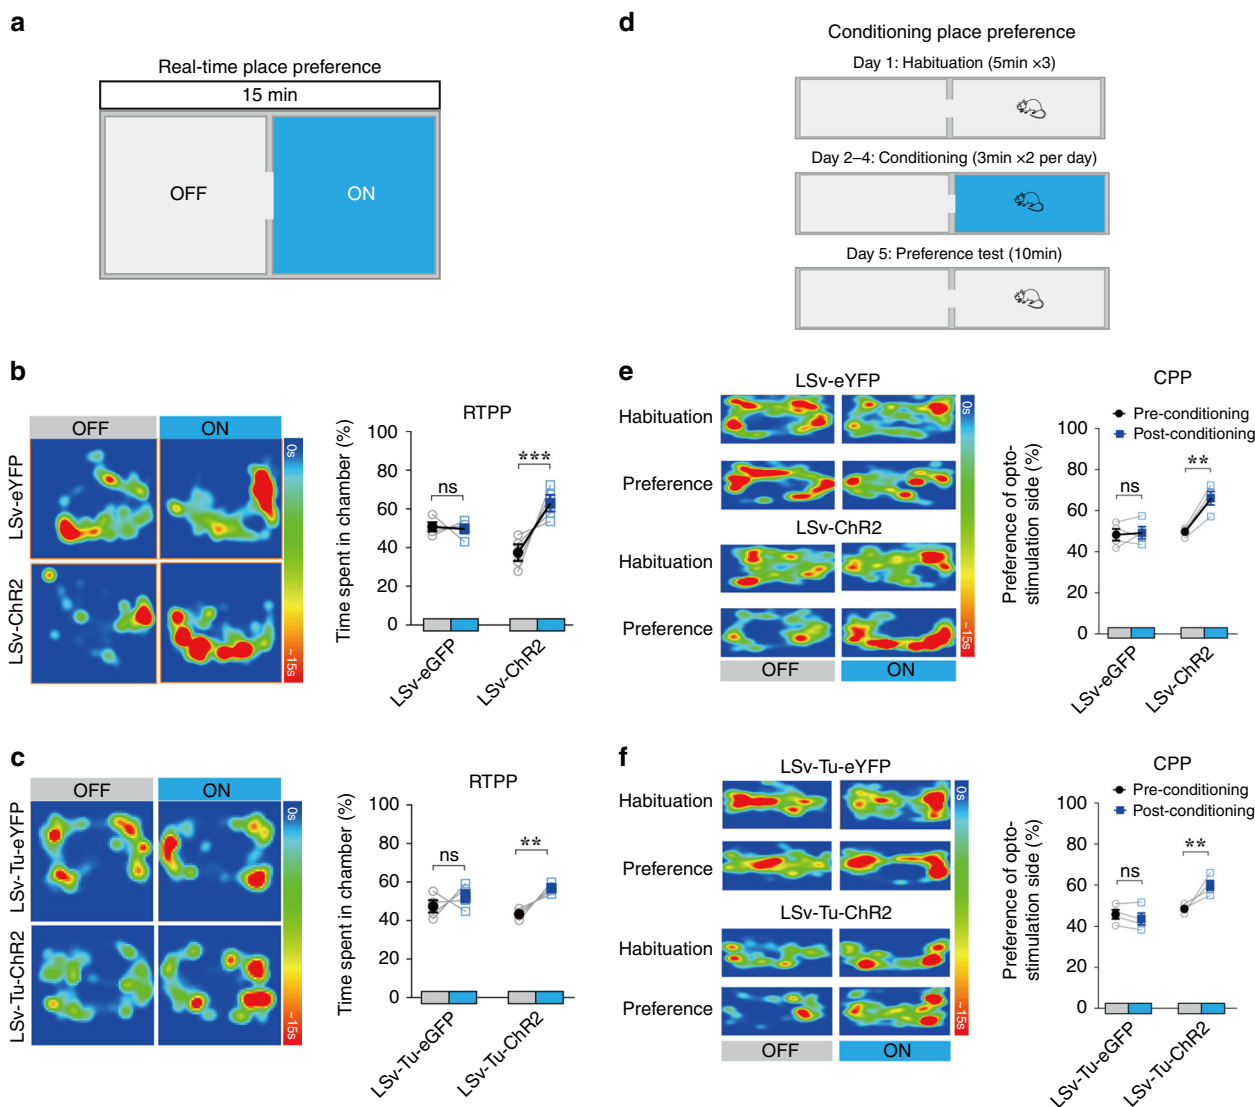 a
Real-time place preference
15 min
OFF
ON
d
Conditioning place preference
Day 1: Habituation (5min ×3)
Day 2–4: Conditioning (3min ×2 per day)
Day 5: Preference test (10min)
b
OFF
ON
LSv-eYFP
LSv-ChR2
0s
~15s
RTPP
Time spent in chamber (%)
100
80
60
40
20
0
ns
***
LSv-eGFP
LSv-ChR2
e
LSv-eYFP
Habituation
Preference
LSv-ChR2
Habituation
Preference
OFF
ON
0s
~15s
CPP
Pre-conditioning
Post-conditioning
Preference of opto-
stimulation side (%)
100
80
60
40
20
0
ns
**
LSv-eGFP
LSv-ChR2
c
OFF
ON
LSv-Tu-eYFP
LSv-Tu-ChR2
0s
~15s
RTPP
Time spent in chamber (%)
100
80
60
40
20
0
ns
**
LSv-Tu-eGFP
LSv-Tu-ChR2
f
LSv-Tu-eYFP
Habituation
Preference
LSv-Tu-ChR2
Habituation
Preference
OFF
ON
0s
~15s
CPP
Pre-conditioning
Post-conditioning
Preference of opto-
stimulation side (%)
100
80
60
40
20
0
ns
**
LSv-Tu-eGFP
LSv-Tu-ChR2